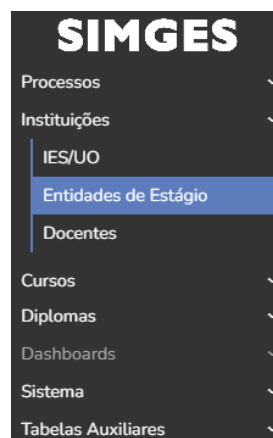 SIMGES
Processos
Instituições
IES/UO
Entidades de Estágio
Docentes
Cursos
Diplomas
Dashboards
Sistema
Tabelas Auxiliares